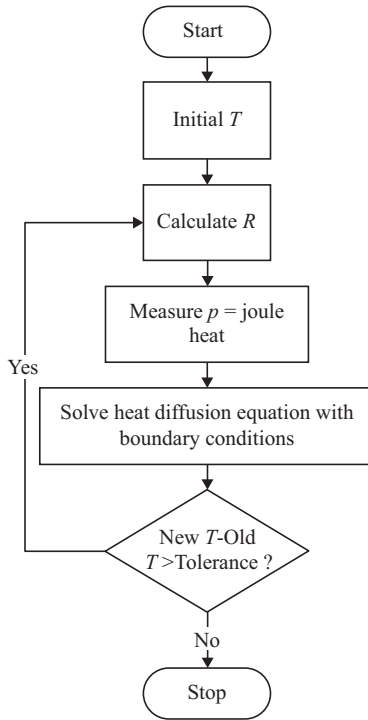 Start
Initial T
Calculate R
Measure p = joule
heat
Yes
Solve heat diffusion equation with
boundary conditions
New T-Old
T >Tolerance ?
No
Stop